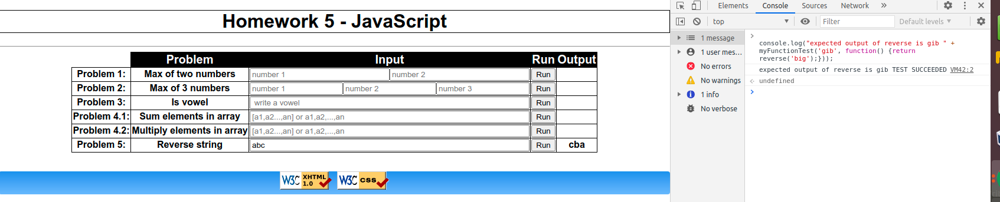 Homework 5 - JavaScript
Problem Input Run Output
Problem 1: Max of two numbers number 1 number 2 Run
Problem 2: Max of 3 numbers number 1 number 2 number 3 Run
Problem 3: Is vowel write a vowel Run
Problem 4.1: Sum elements in array [a1,a2...,an] or a1,a2,...,an Run
Problem 4.2: Multiply elements in array [a1,a2...,an] or a1,a2,...,an Run
Problem 5: Reverse string abc Run cba
W3C XHTML 1.0 W3C css
Elements Console Sources Network »
top Filter Default levels ▼
1 message
1 user mes...
No errors
No warnings
1 info
No verbose
>
console.log("expected output of reverse is gib " +
myFunctionTest('gib', function() {return
reverse('big');}));
expected output of reverse is gib TEST SUCCEEDED VM42:2
undefined
>